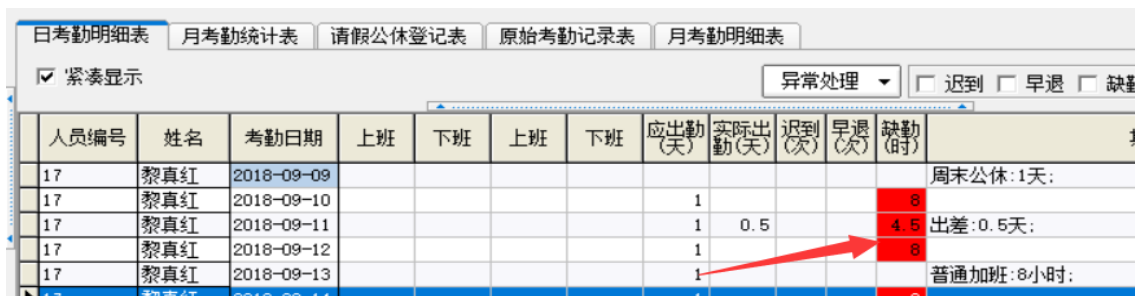 日考勤明细表 月考勤统计表 请假公休登记表 原始考勤记录表 月考勤明细表
紧凑显示 异常处理 迟到 早退
人员编号 姓名 考勤日期 上班 下班 上班 下班 应出勤(天) 实际出勤(天) 迟到(次) 早退(次) 缺勤(时)
17 黎真红 2018-09-09 周末公休:1天;
17 黎真红 2018-09-10 1 8
17 黎真红 2018-09-11 1 0.5 4.5 出差:0.5天;
17 黎真红 2018-09-12 1 8
17 黎真红 2018-09-13 1 普通加班:8小时;